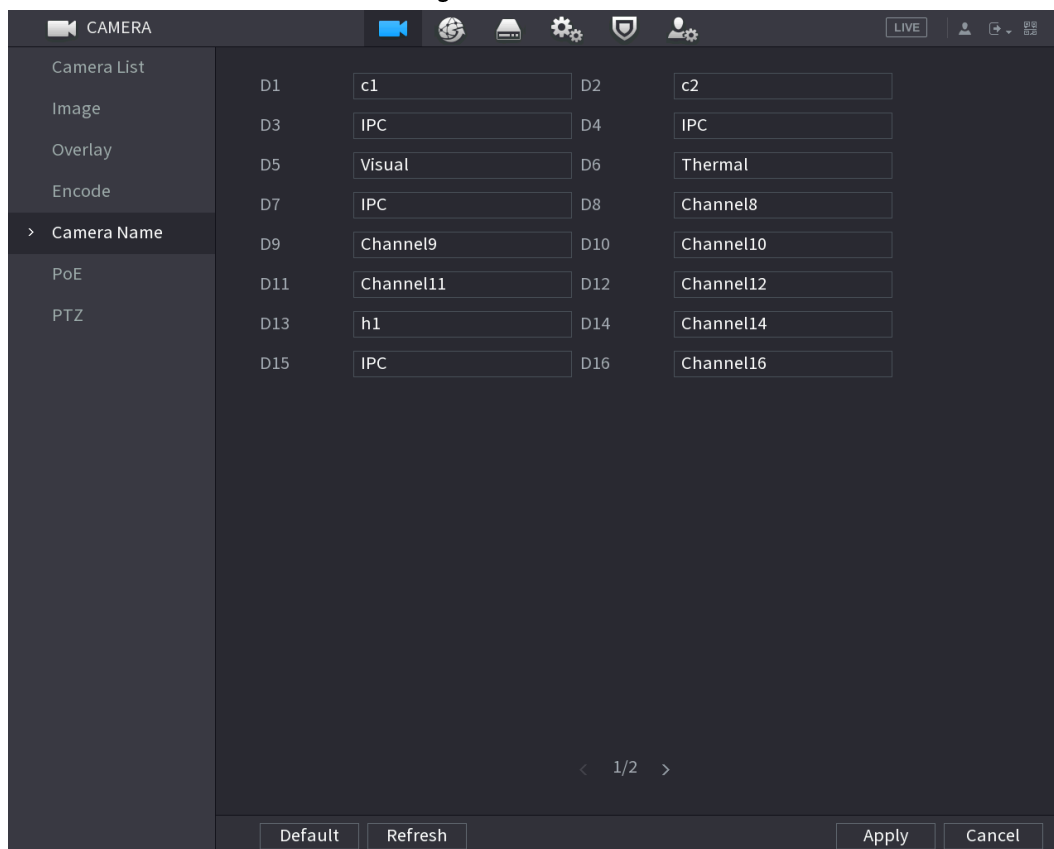 CAMERA
LIVE
Camera List
Image
Overlay
Encode
> Camera Name
PoE
PTZ
D1 c1 D2 c2
D3 IPC D4 IPC
D5 Visual D6 Thermal
D7 IPC D8 Channel8
D9 Channel9 D10 Channel10
D11 Channel11 D12 Channel12
D13 h1 D14 Channel14
D15 IPC D16 Channel16
< 1/2 >
Default Refresh Apply Cancel